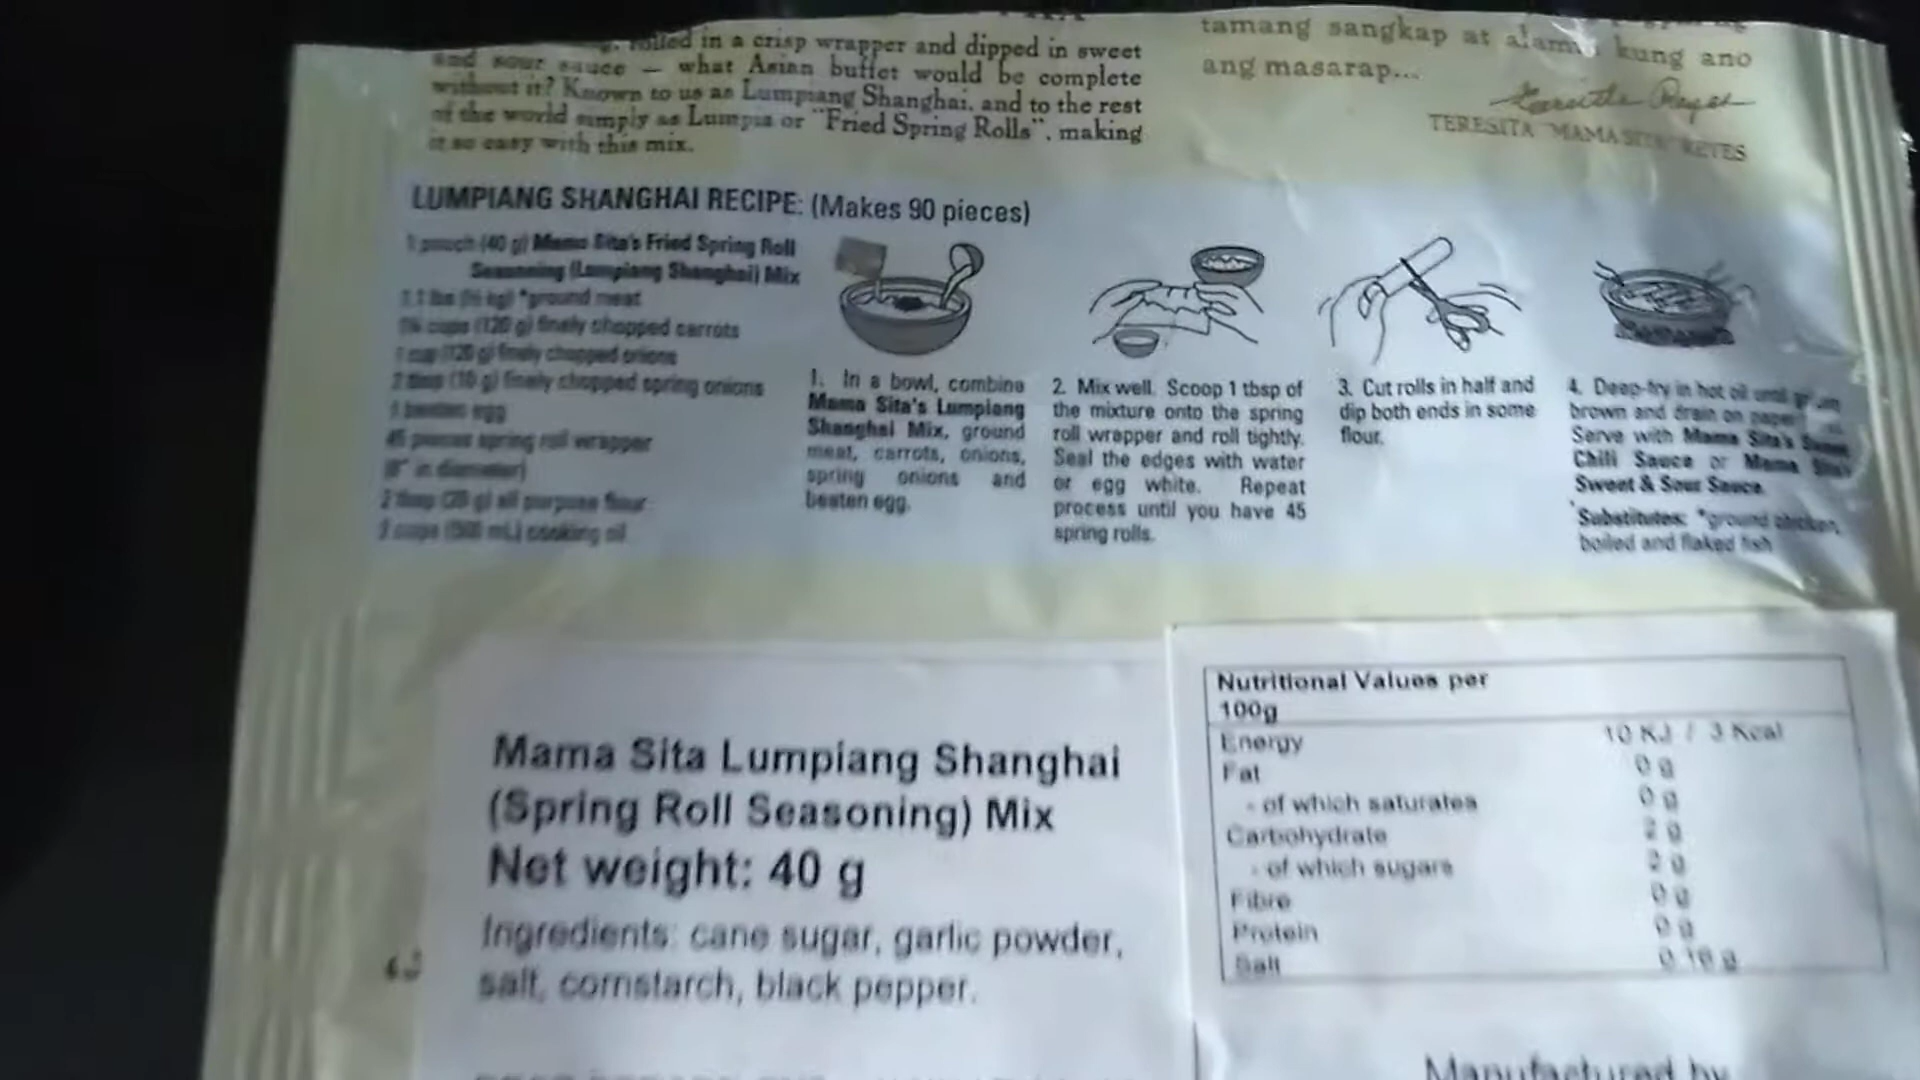 rolled in a crisp wrapper and dipped in sweet
and sour sauce – what Asian buffet would be complete
without it? Known to us as Lumpiang Shanghai, and to the rest
of the world simply as Lumpia or "Fried Spring Rolls", making
it so easy with this mix.
tamang sangkap at alamin kung ano
ang masarap...
TERESITA "MAMA SITA" REYES
LUMPIANG SHANGHAI RECIPE: (Makes 90 pieces)
1 pouch (40 g) Mama Sita's Fried Spring Roll
Seasoning (Lumpiang Shanghai) Mix
1.1 lbs (½ kg) *ground meat
cups (120 g) finely chopped carrots
1 cup (120 g) finely chopped onions
2 tbsp (10 g) finely chopped spring onions
1 beaten egg
45 pieces spring roll wrapper
(8" in diameter)
2 tbsp (20 g) all purpose flour
cups (500 mL) cooking oil
1. In a bowl, combine
Mama Sita's Lumpiang
Shanghai Mix, ground
meat, carrots, onions,
spring onions and
beaten egg.
2. Mix well. Scoop 1 tbsp of
the mixture onto the spring
roll wrapper and roll tightly.
Seal the edges with water
or egg white. Repeat
process until you have 45
spring rolls.
3. Cut rolls in half and
dip both ends in some
flour.
4. Deep-fry in hot oil until
brown and drain on paper
Serve with Mama Sita's Sweet
Chili Sauce or Mama Sita's
Sweet & Sour Sauce.
*Substitutes: *ground chicken,
boiled and flaked fish
Mama Sita Lumpiang Shanghai
(Spring Roll Seasoning) Mix
Net weight: 40 g
Ingredients: cane sugar, garlic powder,
salt, cornstarch, black pepper.
Nutritional Values per
100g
Energy 10 KJ / 3 Kcal
Fat 0 g
- of which saturates 0 g
Carbohydrate 2 g
- of which sugars 2 g
Fibre 0 g
Protein 0 g
Salt 0.16 g
Manufactured by